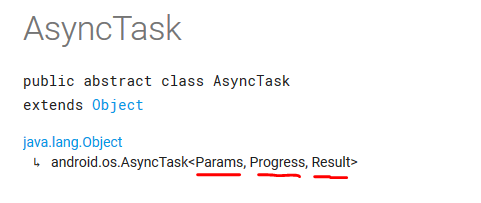 AsyncTask
public abstract class AsyncTask
extends Object
java.lang.Object
↳ android.os.AsyncTask<Params, Progress, Result>